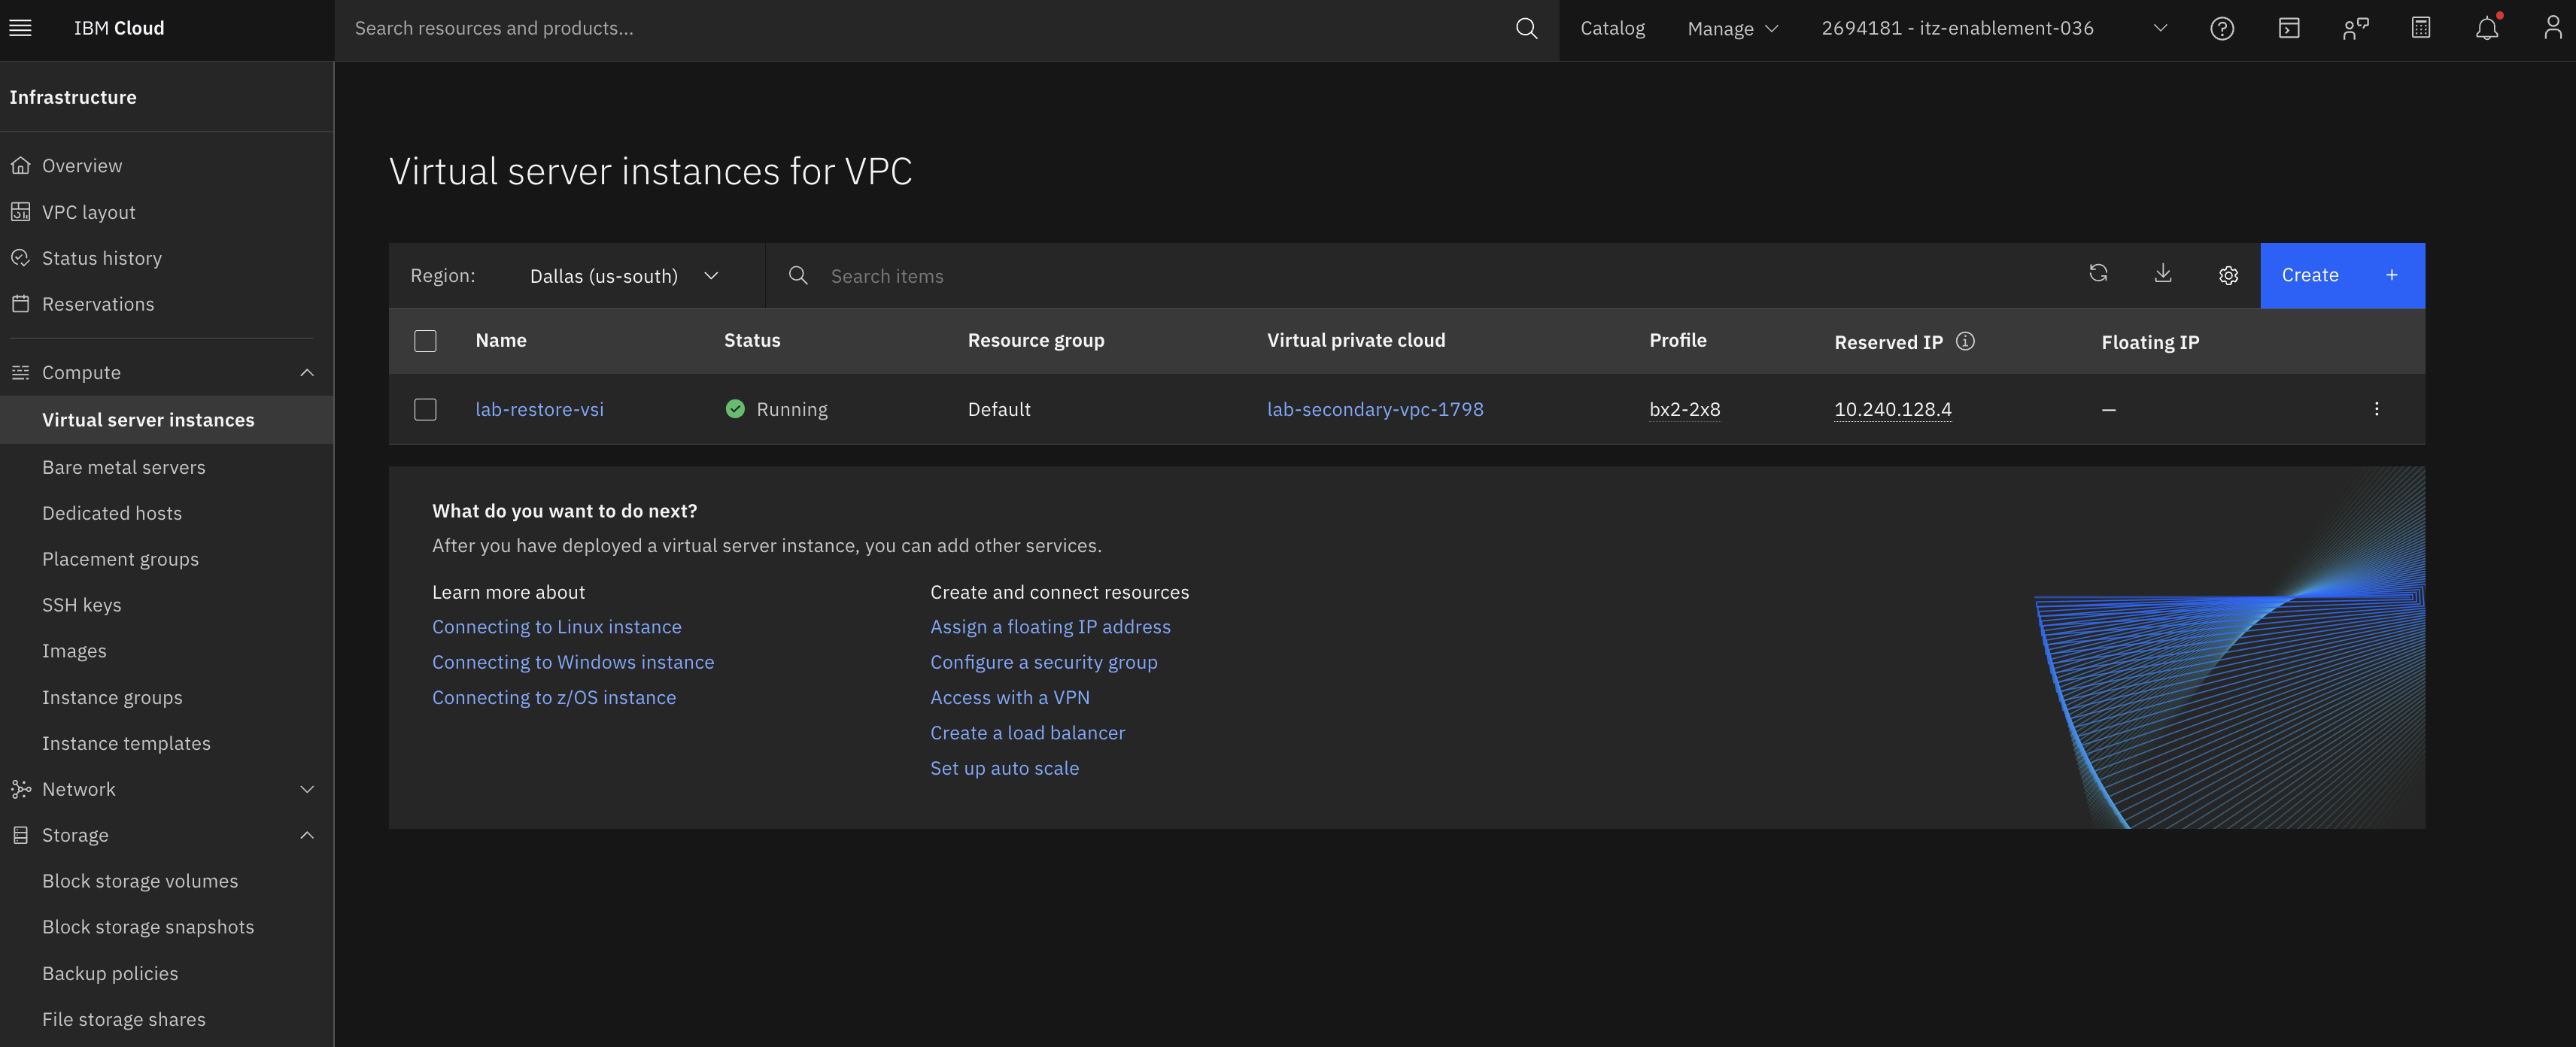 IBM Cloud
Search resources and products...
Catalog
Manage
2694181 - itz-enablement-036
Infrastructure
Overview
VPC layout
Status history
Reservations
Compute
Virtual server instances
Bare metal servers
Dedicated hosts
Placement groups
SSH keys
Images
Instance groups
Instance templates
Network
Storage
Block storage volumes
Block storage snapshots
Backup policies
File storage shares
Virtual server instances for VPC
Region: Dallas (us-south)
Search items
Create +
Name Status Resource group Virtual private cloud Profile Reserved IP Floating IP
lab-restore-vsi Running Default lab-secondary-vpc-1798 bx2-2x8 10.240.128.4 –
What do you want to do next?
After you have deployed a virtual server instance, you can add other services.
Learn more about
Connecting to Linux instance
Connecting to Windows instance
Connecting to z/OS instance
Create and connect resources
Assign a floating IP address
Configure a security group
Access with a VPN
Create a load balancer
Set up auto scale